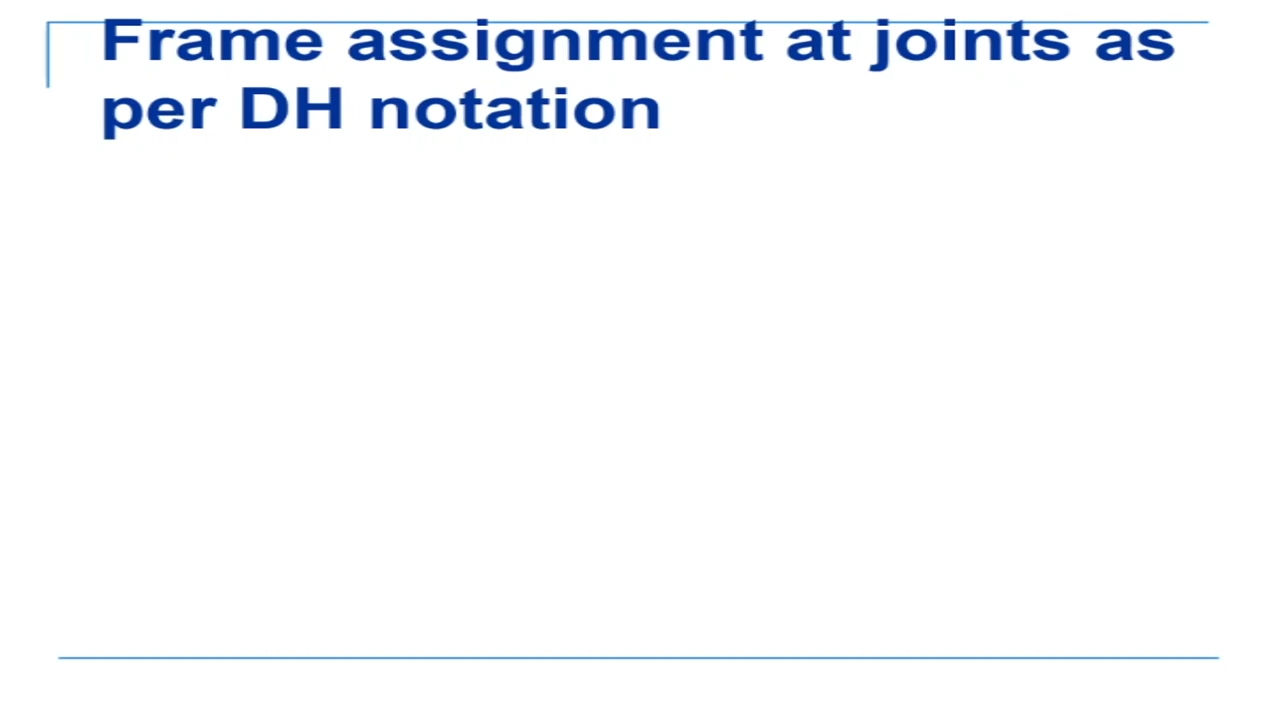 Frame assignment at joints as
per DH notation